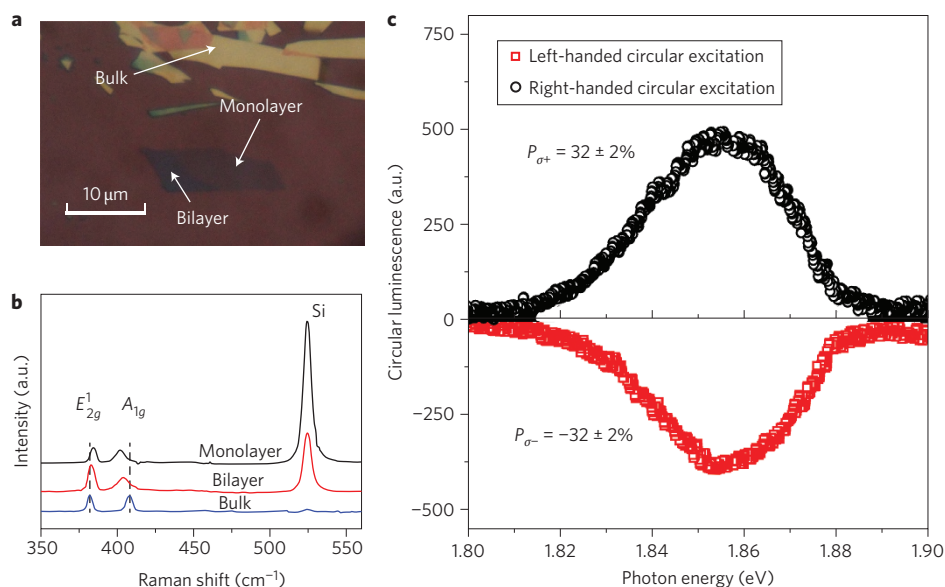 a
Bulk
Monolayer
10 μm
Bilayer
b
Si
E¹₂g
A₁g
Monolayer
Bilayer
Bulk
Intensity (a.u.)
350 400 450 500 550
Raman shift (cm⁻¹)
c
Left-handed circular excitation
Right-handed circular excitation
Pσ+ = 32 ± 2%
Pσ− = −32 ± 2%
Circular luminescence (a.u.)
750
500
250
0
−250
−500
1.80 1.82 1.84 1.86 1.88 1.90
Photon energy (eV)